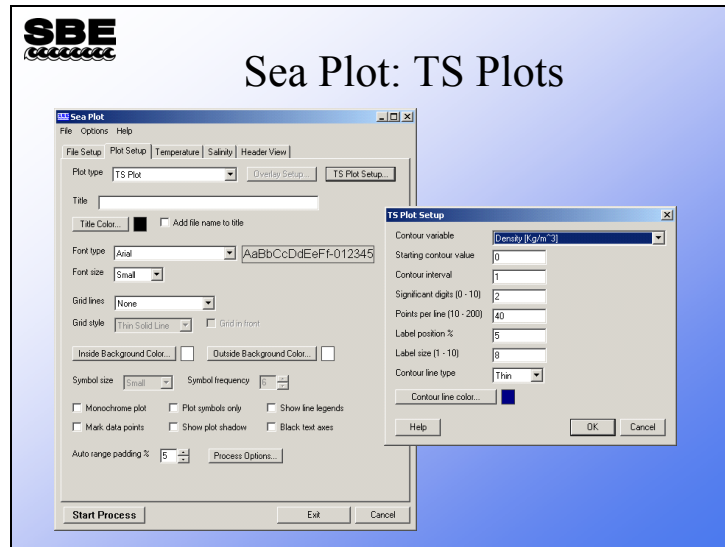 SBE
Sea Plot: TS Plots
Sea Plot
File Options Help
File Setup Plot Setup Temperature Salinity Header View
Plot type TS Plot Overlay Setup... TS Plot Setup...
Title
Title Color... Add file name to title
Font type Arial AaBbCcDdEeFf-012345
Font size Small
Grid lines None
Grid style Thin Solid Line Grid in front
Inside Background Color... Outside Background Color...
Symbol size Small Symbol frequency 6
Monochrome plot Plot symbols only Show line legends
Mark data points Show plot shadow Black text axes
Auto range padding % 5 Process Options...
Start Process Exit Cancel
TS Plot Setup
Contour variable Density [Kg/m^3]
Starting contour value 0
Contour interval 1
Significant digits (0 - 10) 2
Points per line (10 - 200) 40
Label position % 5
Label size (1 - 10) 8
Contour line type Thin
Contour line color...
Help OK Cancel